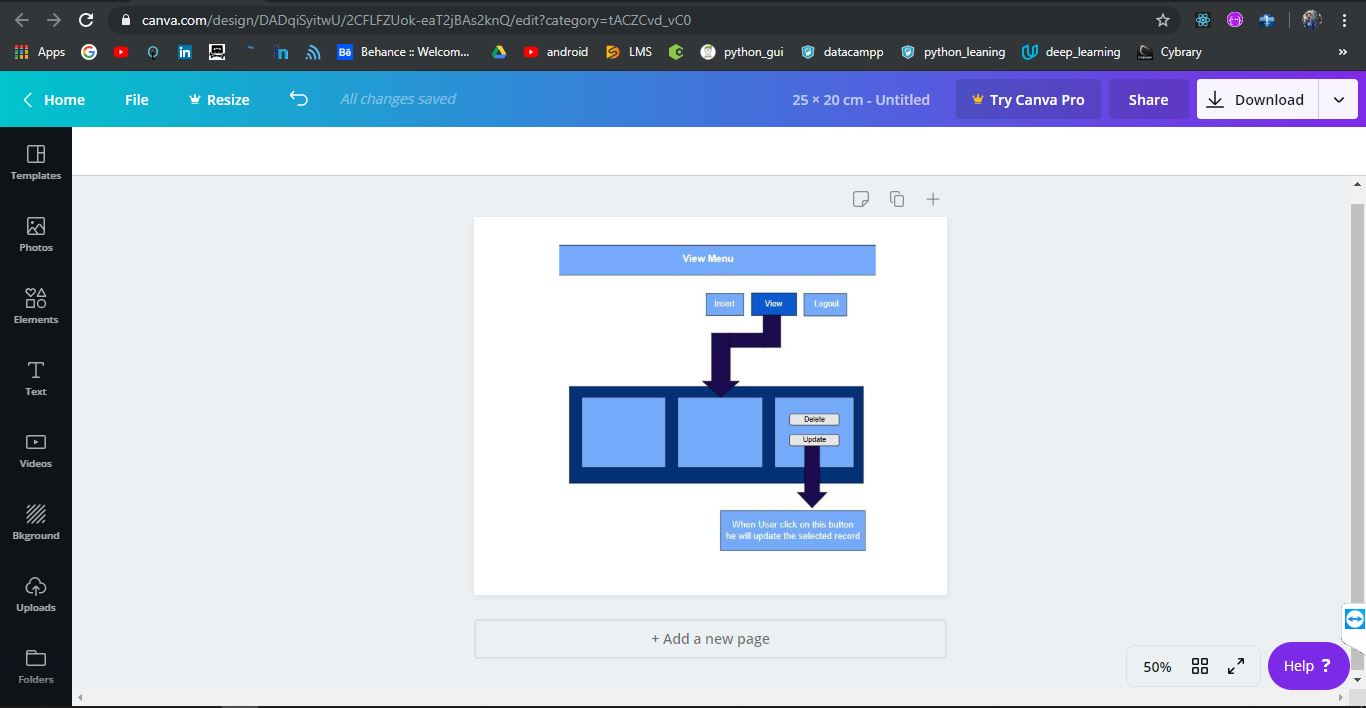 canva.com/design/DADqiSyitwU/2CFLFZUok-eaT2jBAs2knQ/edit?category=tACZCvd_vC0
Apps
in
Bē Behance :: Welcom...
android
LMS
python_gui
datacampp
python_leaning
deep_learning
Cybrary
»
Home
File
Resize
All changes saved
25 × 20 cm - Untitled
Try Canva Pro
Share
Download
Templates
Photos
Elements
Text
Videos
Bkground
Uploads
Folders
View Menu
Insert
View
Logout
Delete
Update
When User click on this button
he will update the selected record
+ Add a new page
50%
Help ?